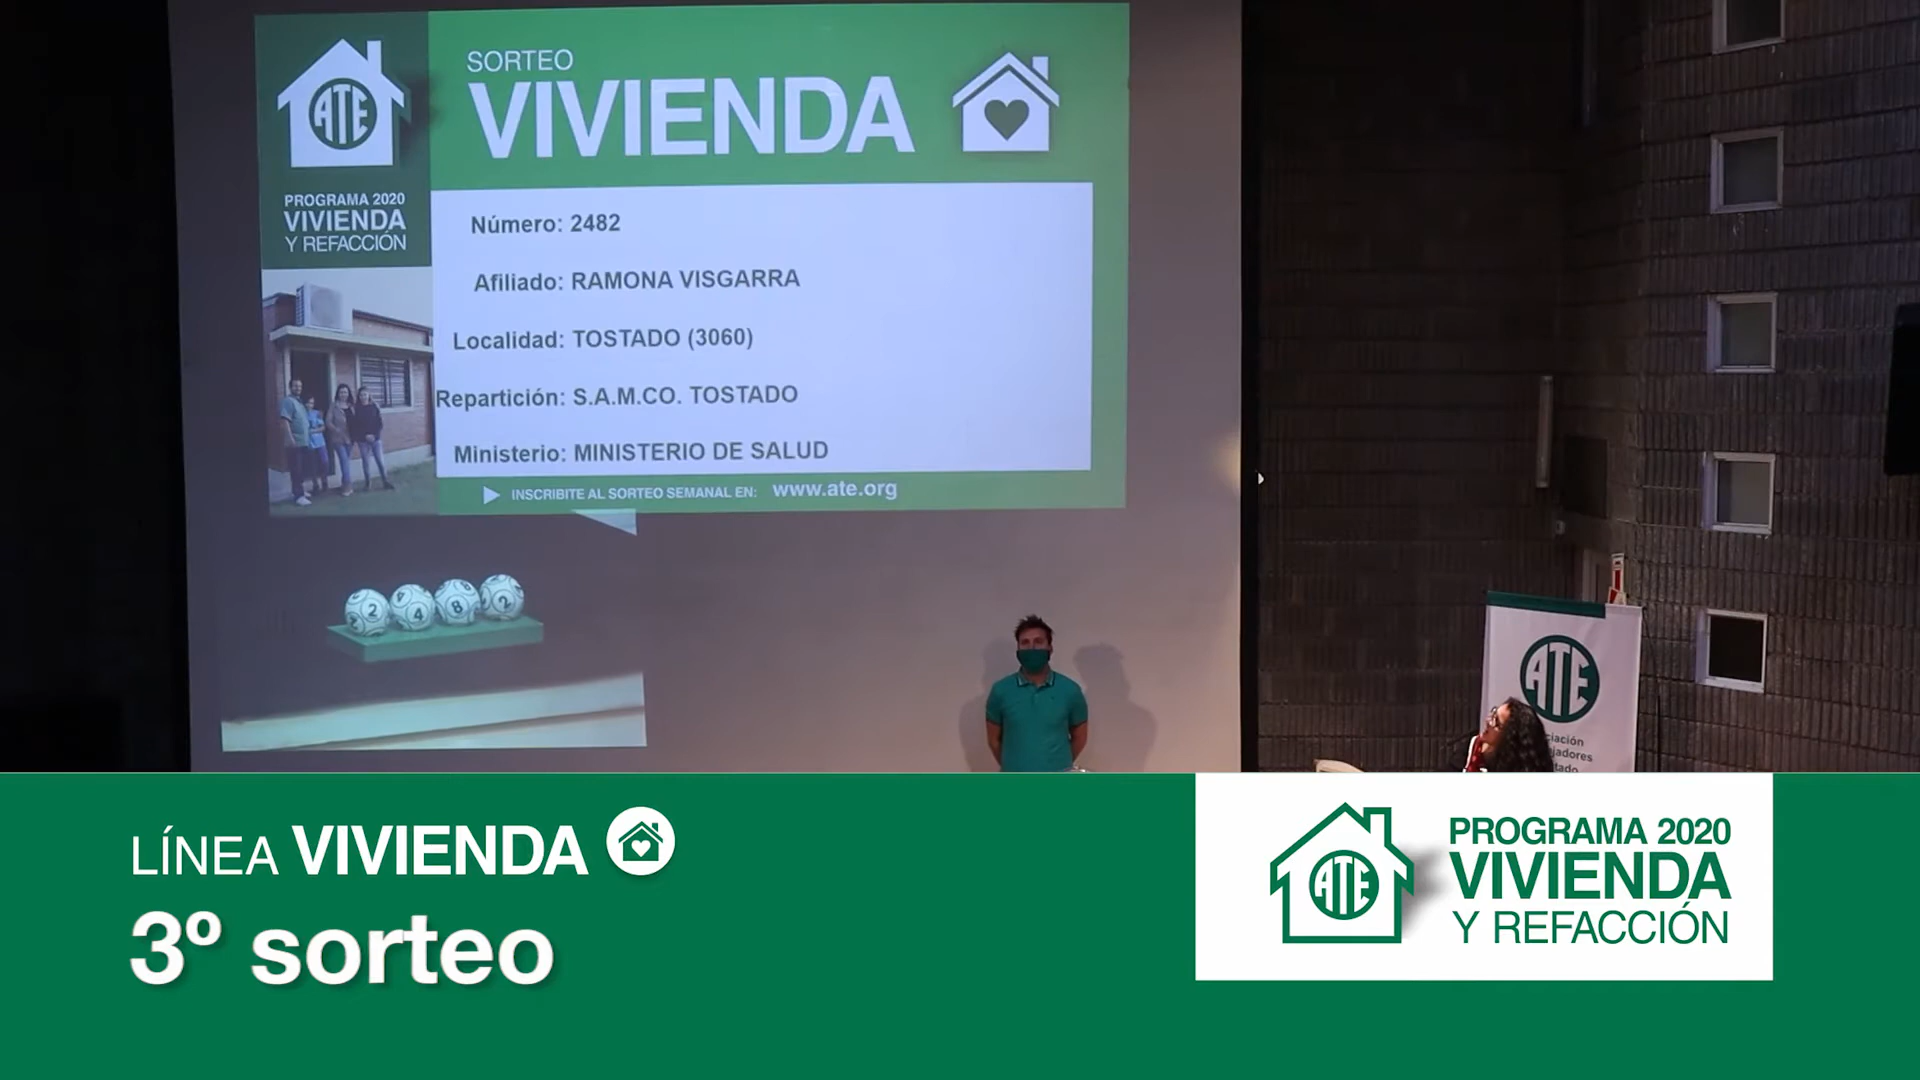 ATE
PROGRAMA 2020
VIVIENDA
Y REFACCIÓN
SORTEO
VIVIENDA
Número: 2482
Afiliado: RAMONA VISGARRA
Localidad: TOSTADO (3060)
Repartición: S.A.M.CO. TOSTADO
Ministerio: MINISTERIO DE SALUD
INSCRIBITE AL SORTEO SEMANAL EN: www.ate.org
2 4 8 2
ATE
LÍNEA VIVIENDA
3º sorteo
ATE
PROGRAMA 2020
VIVIENDA
Y REFACCIÓN